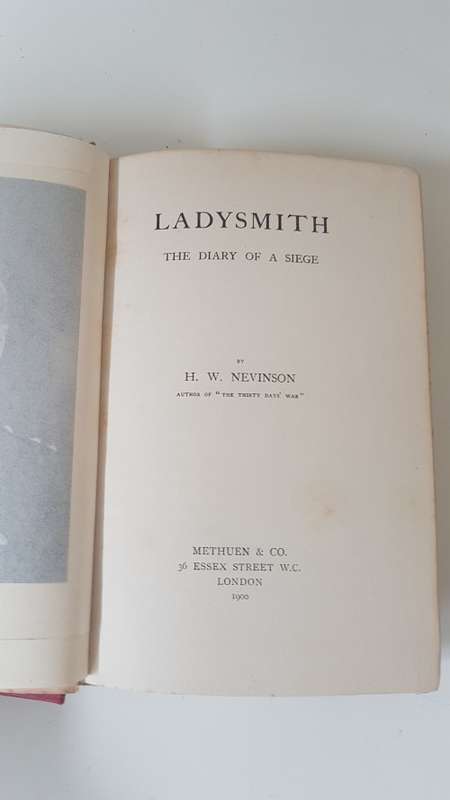 LADYSMITH
THE DIARY OF A SIEGE
BY
H. W. NEVINSON
AUTHOR OF "THE THIRTY DAYS' WAR"
METHUEN & CO.
36 ESSEX STREET W.C.
LONDON
1900